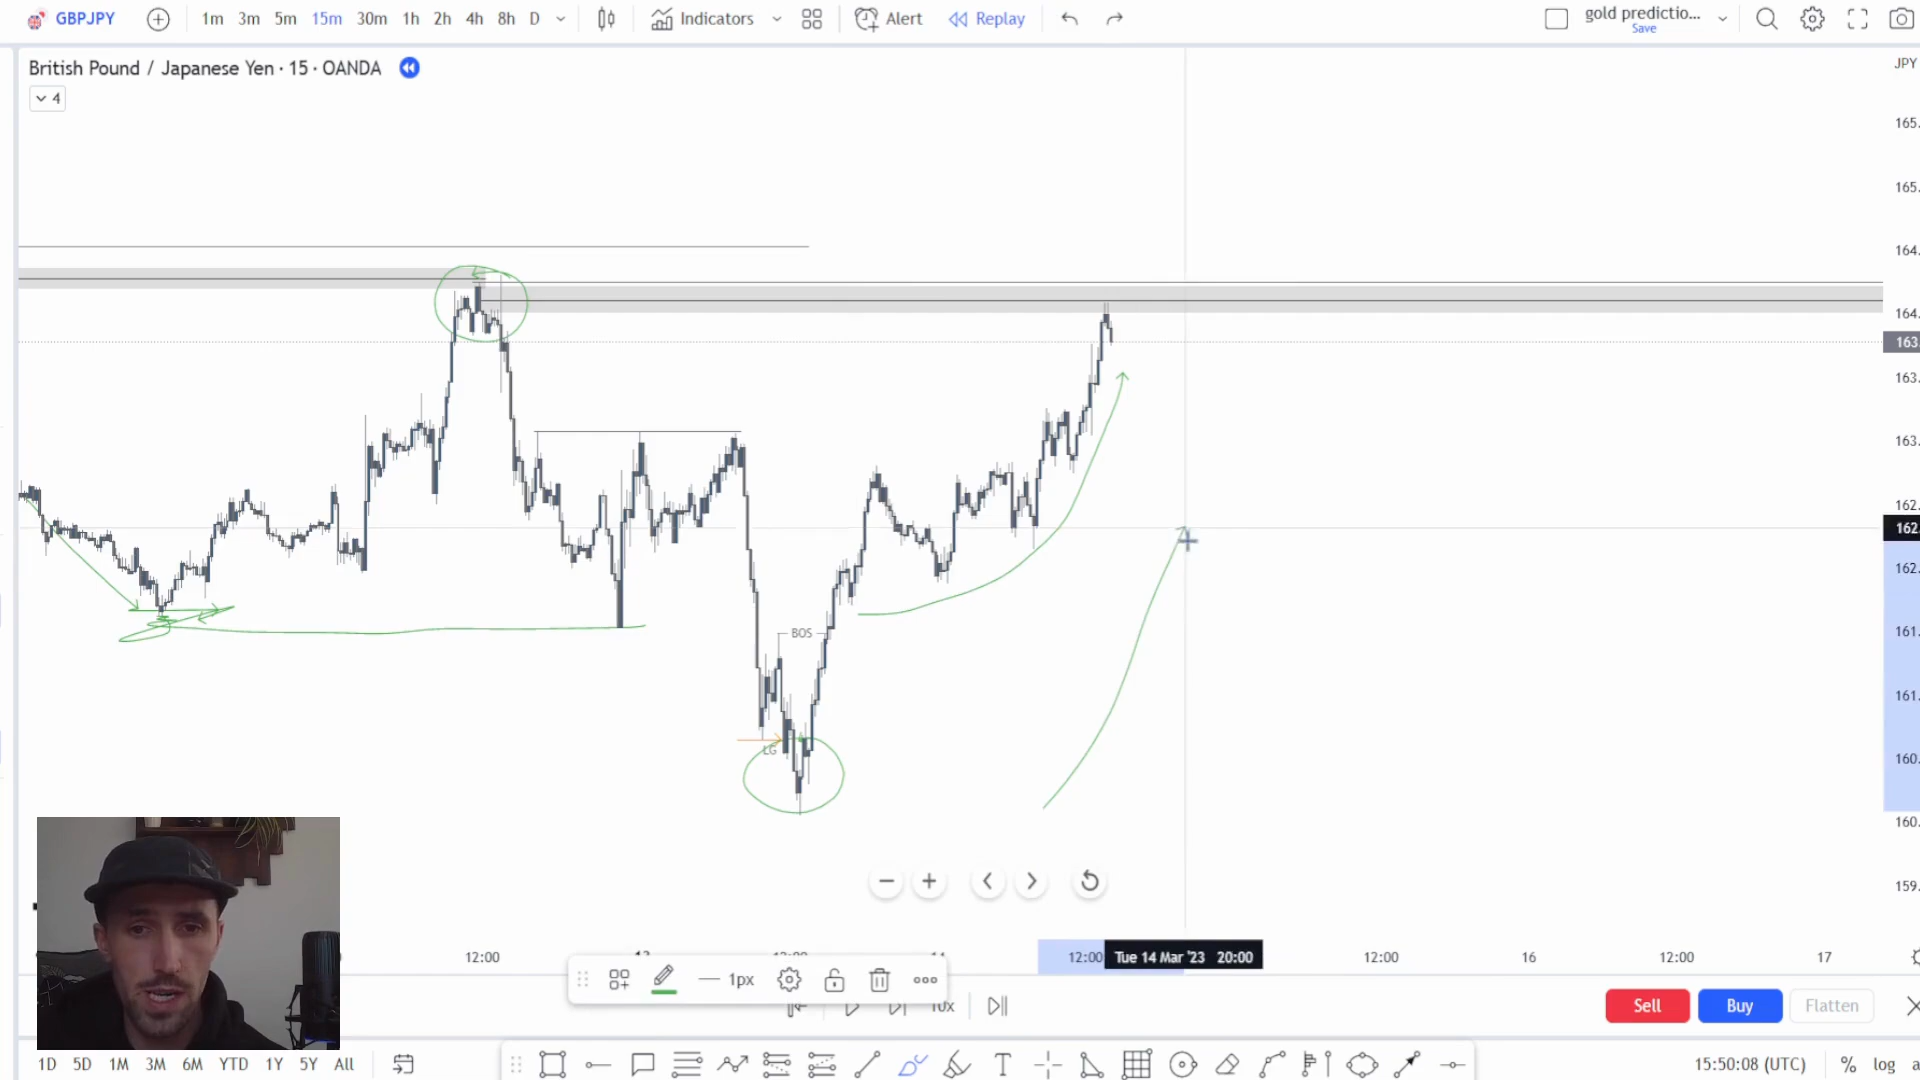 GBPJPY 1m 3m 5m 15m 30m 1h 2h 4h 8h D Indicators Alert Replay gold predictio...
Save
British Pound / Japanese Yen · 15 · OANDA
4
JPY
165.
165.
164.
164.
163.
163.
163.
162.
162.
162.
161.
161.
160.
160.
159.
BOS
LG
12:00 14 12:00 Tue 14 Mar '23 20:00 12:00 16 12:00 17
1px
10x
Sell Buy Flatten
1D 5D 1M 3M 6M YTD 1Y 5Y All
T
15:50:08 (UTC) % log a